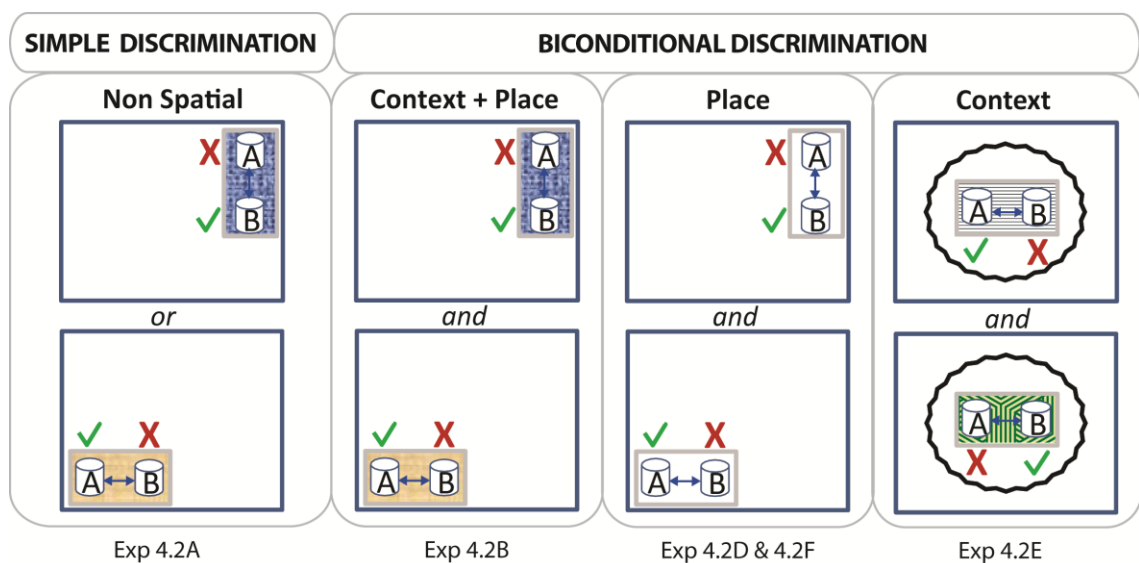 SIMPLE DISCRIMINATION
BICONDITIONAL DISCRIMINATION
Non Spatial
Context + Place
Place
Context
X A
X A
X A
✓ B
✓ B
✓ B
A B
✓ X
or
and
and
and
✓ X
✓ X
✓ X
A B
A B
A B
A B
X ✓
Exp 4.2A
Exp 4.2B
Exp 4.2D & 4.2F
Exp 4.2E